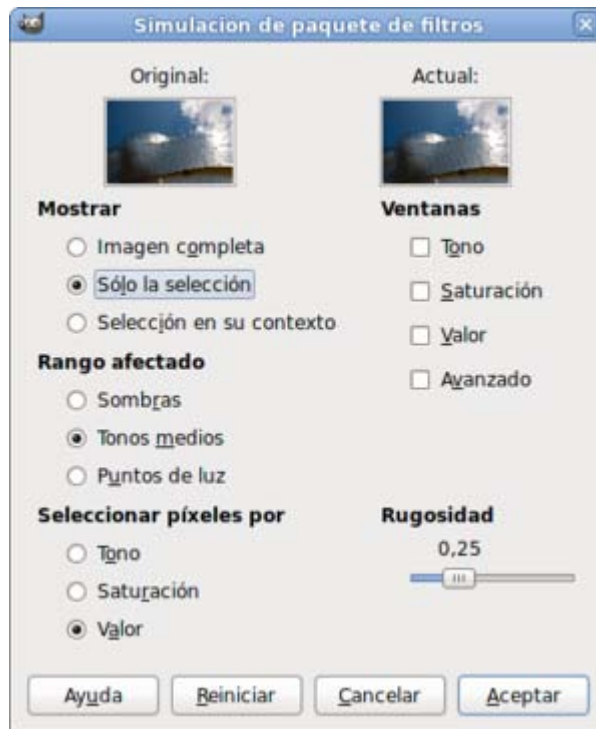 Simulacion de paquete de filtros
Original:
Actual:
Mostrar
Imagen completa
Sólo la selección
Selección en su contexto
Ventanas
Tono
Saturación
Valor
Avanzado
Rango afectado
Sombras
Tonos medios
Puntos de luz
Seleccionar píxeles por
Tono
Saturación
Valor
Rugosidad
0,25
Ayuda
Reiniciar
Cancelar
Aceptar